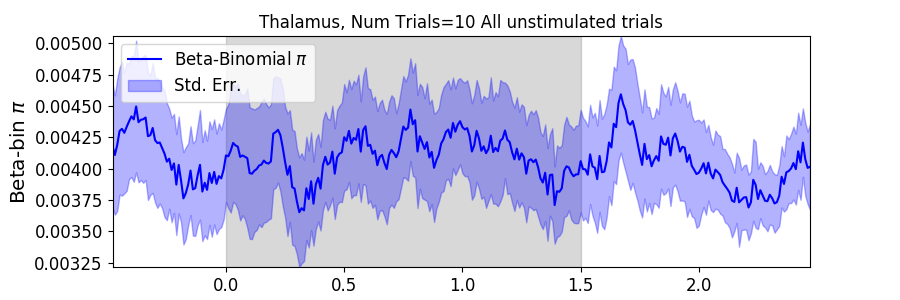 Thalamus, Num Trials=10 All unstimulated trials
Beta-bin π
0.00500
0.00475
0.00450
0.00425
0.00400
0.00375
0.00350
0.00325
Beta-Binomial π
Std. Err.
0.0 0.5 1.0 1.5 2.0